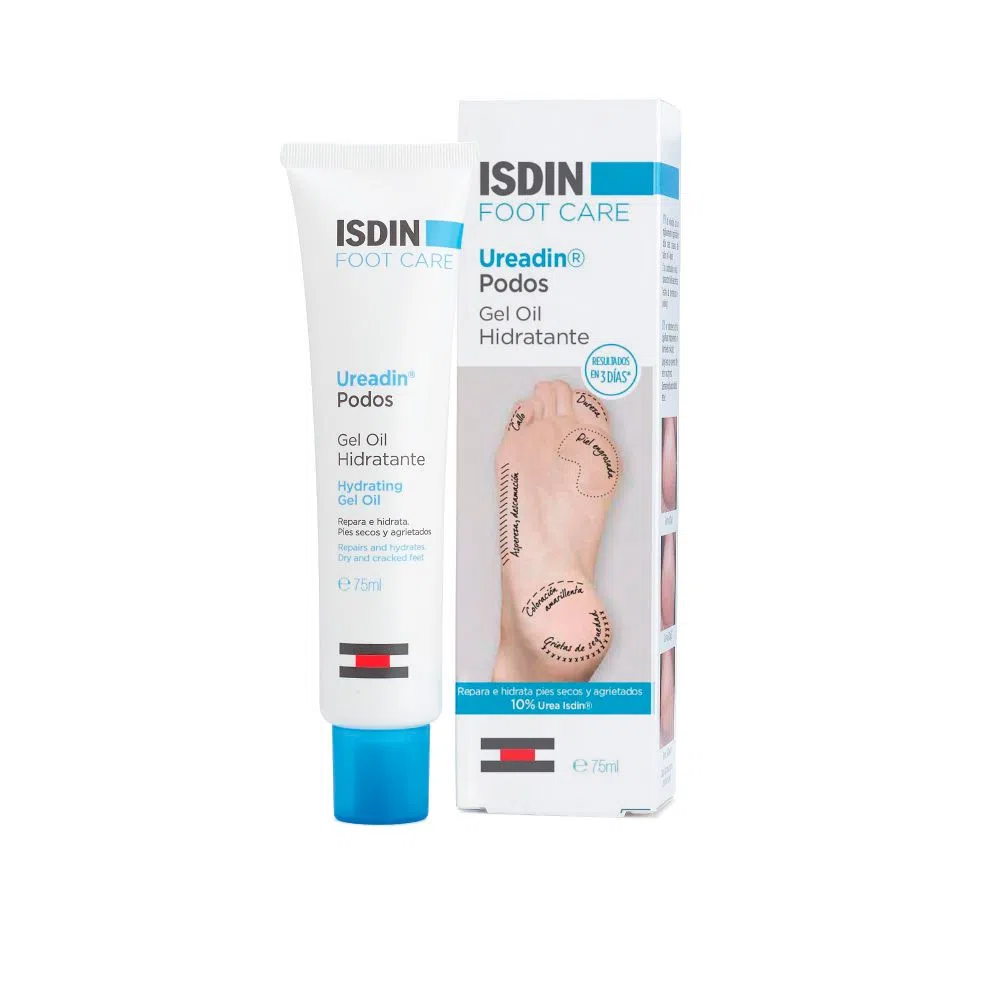 ISDIN
FOOT CARE
Ureadin®
Podos
Gel Oil
Hidratante
Hydrating
Gel Oil
Repara e hidrata.
Pies secos y agrietados
Repairs and hydrates.
Dry and cracked feet
℮ 75ml
ISDIN
FOOT CARE
Ureadin®
Podos
Gel Oil
Hidratante
RESULTADOS
EN 3 DÍAS*
Callo
Dureza
Piel engrosada
Aspereza, descamación
Coloración
amarillenta
Grietas de sequedad
Repara e hidrata pies secos y agrietados
10% Urea Isdin®
℮ 75ml